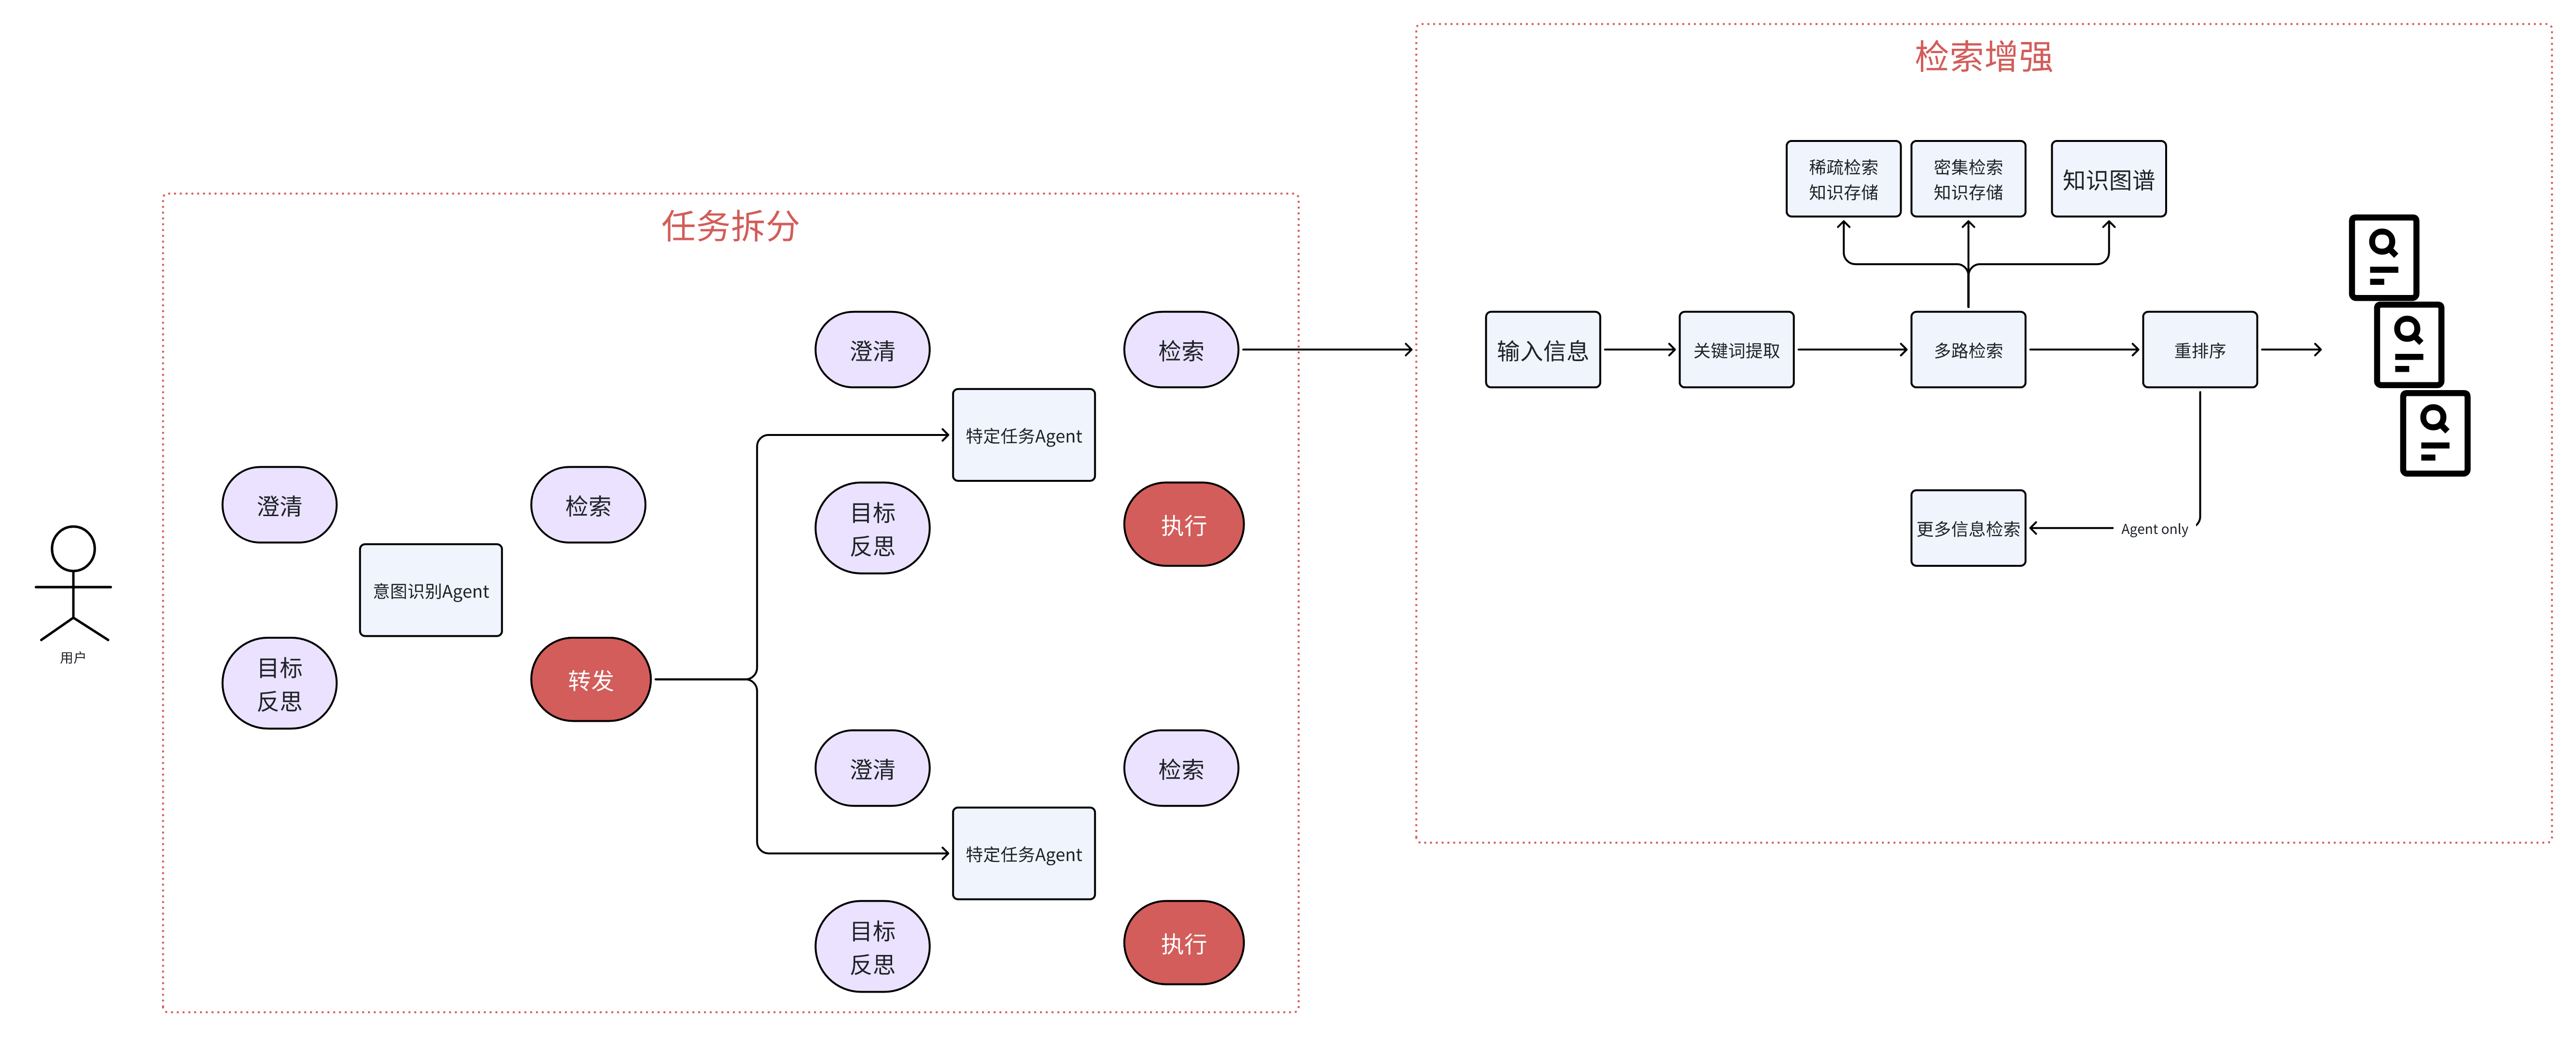 用户
任务拆分
澄清
检索
意图识别Agent
目标
反思
转发
澄清
检索
特定任务Agent
目标
反思
执行
澄清
检索
特定任务Agent
目标
反思
执行
检索增强
稀疏检索
知识存储
密集检索
知识存储
知识图谱
输入信息
关键词提取
多路检索
重排序
更多信息检索
Agent only